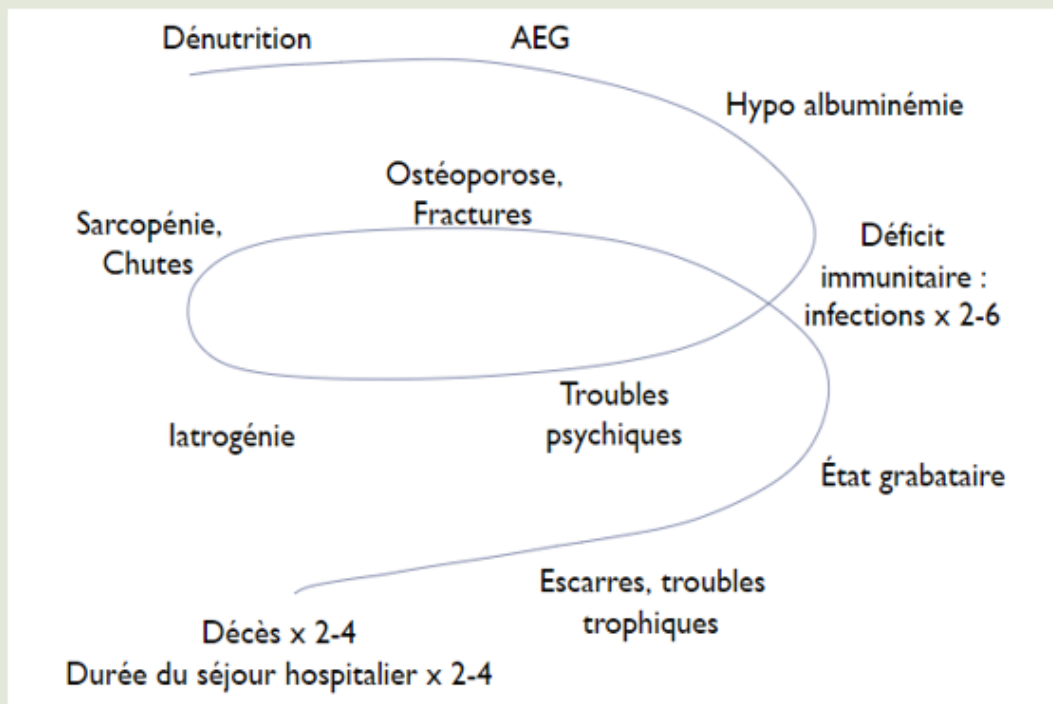 Dénutrition
AEG
Hypo albuminémie
Ostéoporose,
Fractures
Sarcopénie,
Chutes
Déficit
immunitaire :
infections x 2-6
Troubles
psychiques
Iatrogénie
État grabataire
Escarres, troubles
trophiques
Décès x 2-4
Durée du séjour hospitalier x 2-4